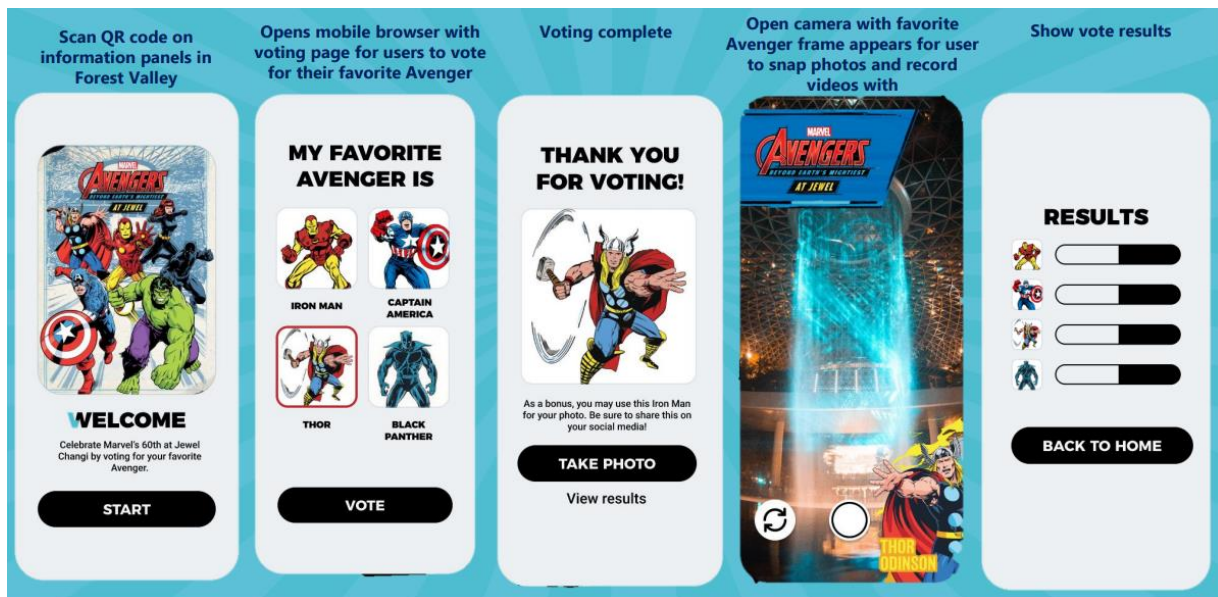 Scan QR code on
information panels in
Forest Valley
MARVEL
AVENGERS
BEYOND EARTH'S MIGHTIEST
AT JEWEL
WELCOME
Celebrate Marvel's 60th at Jewel
Changi by voting for your favorite
Avenger.
START
Opens mobile browser with
voting page for users to vote
for their favorite Avenger
MY FAVORITE
AVENGER IS
IRON MAN
CAPTAIN
AMERICA
THOR
BLACK
PANTHER
VOTE
Voting complete
THANK YOU
FOR VOTING!
As a bonus, you may use this Iron Man
for your photo. Be sure to share this on
your social media!
TAKE PHOTO
View results
Open camera with favorite
Avenger frame appears for user
to snap photos and record
videos with
MARVEL
AVENGERS
BEYOND EARTH'S MIGHTIEST
AT JEWEL
THOR
ODINSON
Show vote results
RESULTS
BACK TO HOME